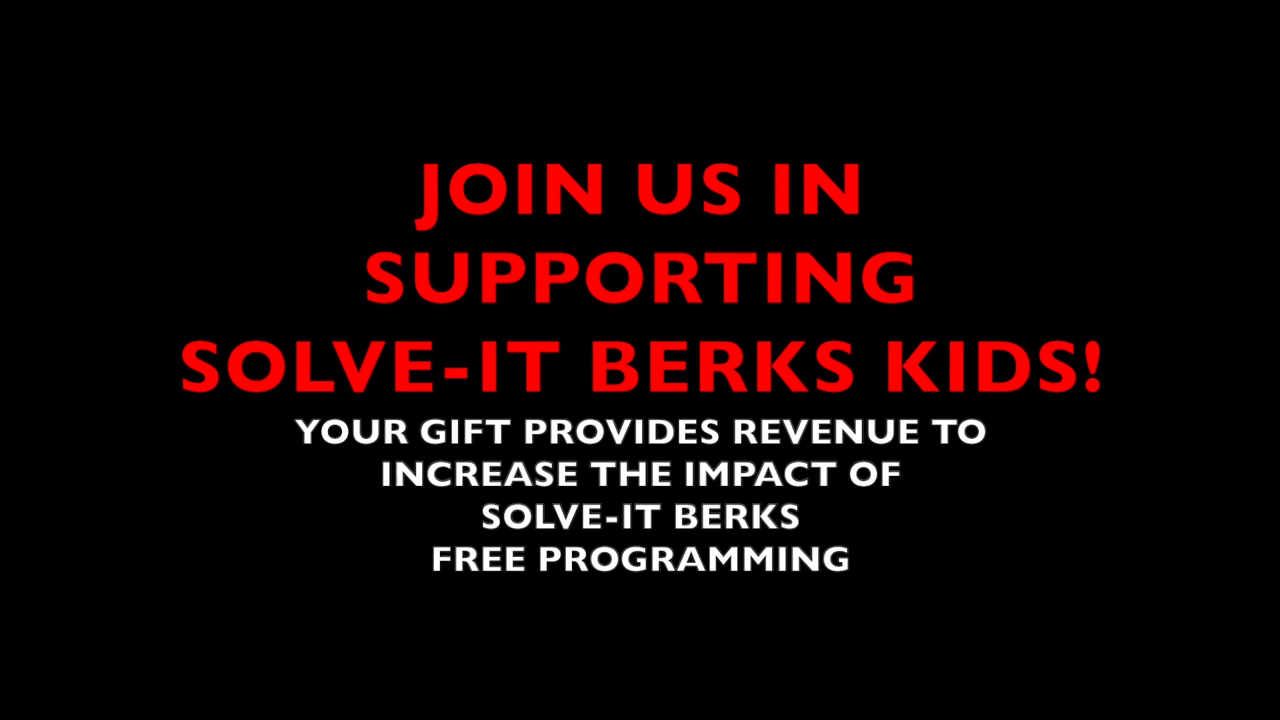 JOIN US IN
SUPPORTING
SOLVE-IT BERKS KIDS!
YOUR GIFT PROVIDES REVENUE TO
INCREASE THE IMPACT OF
SOLVE-IT BERKS
FREE PROGRAMMING